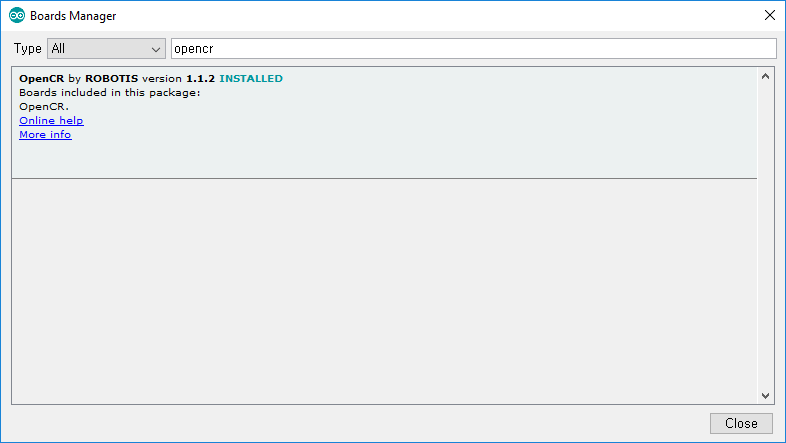 Boards Manager
Type All opencr
OpenCR by ROBOTIS version 1.1.2 INSTALLED
Boards included in this package:
OpenCR.
Online help
More info
Close